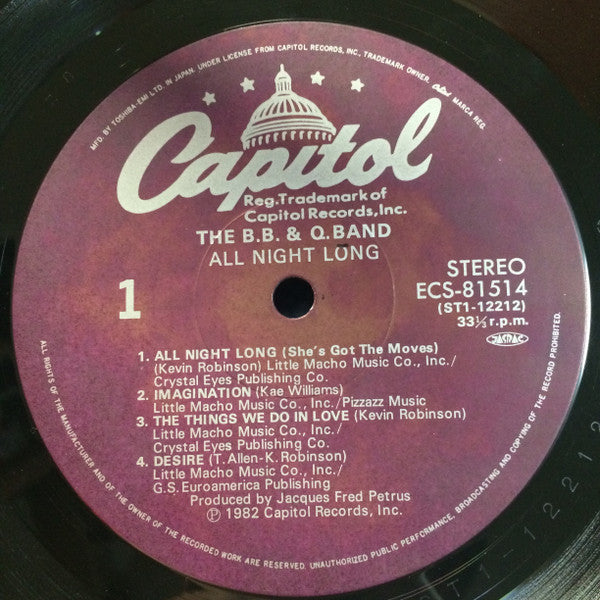 MFD. BY TOSHIBA-EMI LTD. IN JAPAN. UNDER LICENSE FROM CAPITOL RECORDS, INC., TRADEMARK OWNER. Capitol MARCA REG.
Capitol
Reg.Trademarkof
Capitol Records,Inc.
THE B.B. & Q.BAND
ALL NIGHT LONG
1
STEREO
ECS-81514
(ST1-12212)
33⅓r.p.m.
JASRAC
1. ALL NIGHT LONG (She's Got The Moves)
(Kevin Robinson) Little Macho Music Co., Inc./
Crystal Eyes Publishing Co.
2. IMAGINATION (Kae Williams)
Little Macho Music Co., Inc./Pizzazz Music
3. THE THINGS WE DO IN LOVE (Kevin Robinson)
Little Macho Music Co., Inc./
Crystal Eyes Publishing Co.
4. DESIRE (T.Allen-K.Robinson)
Little Macho Music Co., Inc./
G.S.Euroamerica Publishing
Produced by Jacques Fred Petrus
℗ 1982 Capitol Records, Inc.
ALL RIGHTS OF THE MANUFACTURER AND OF THE OWNER OF THE RECORDED WORK ARE RESERVED. UNAUTHORIZED PUBLIC PERFORMANCE, BROADCASTING AND COPYING OF THE RECORD PROHIBITED.